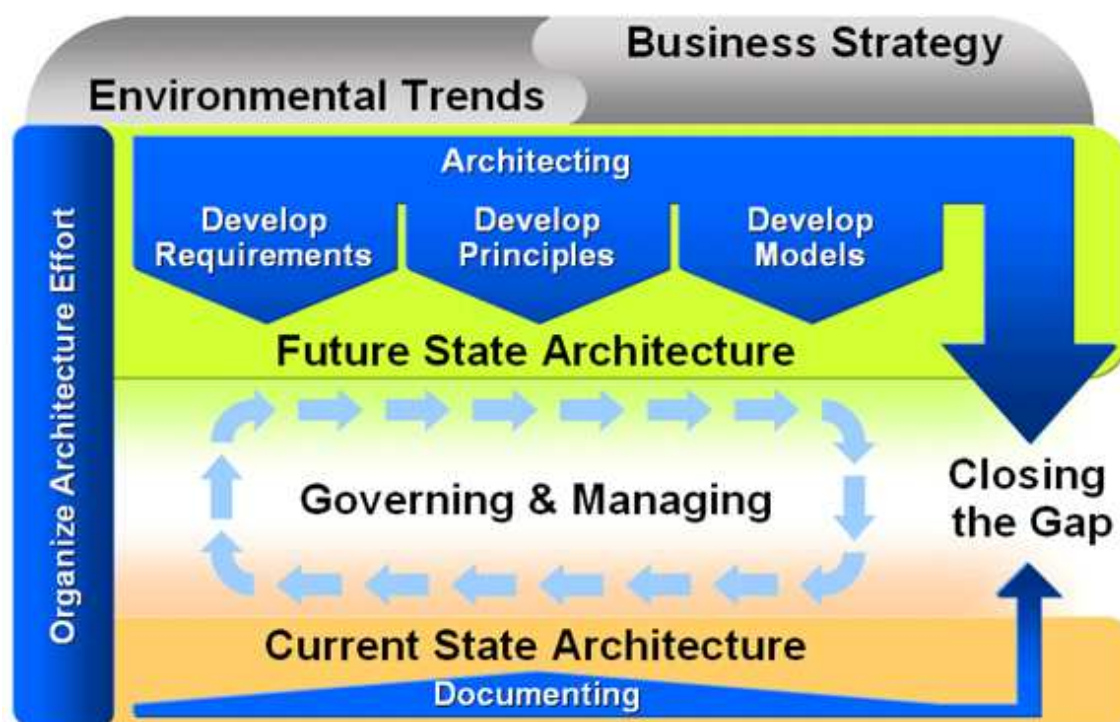 Business Strategy
Environmental Trends
Organize Architecture Effort
Architecting
Develop
Requirements
Develop
Principles
Develop
Models
Future State Architecture
Governing & Managing
Closing
the Gap
Current State Architecture
Documenting